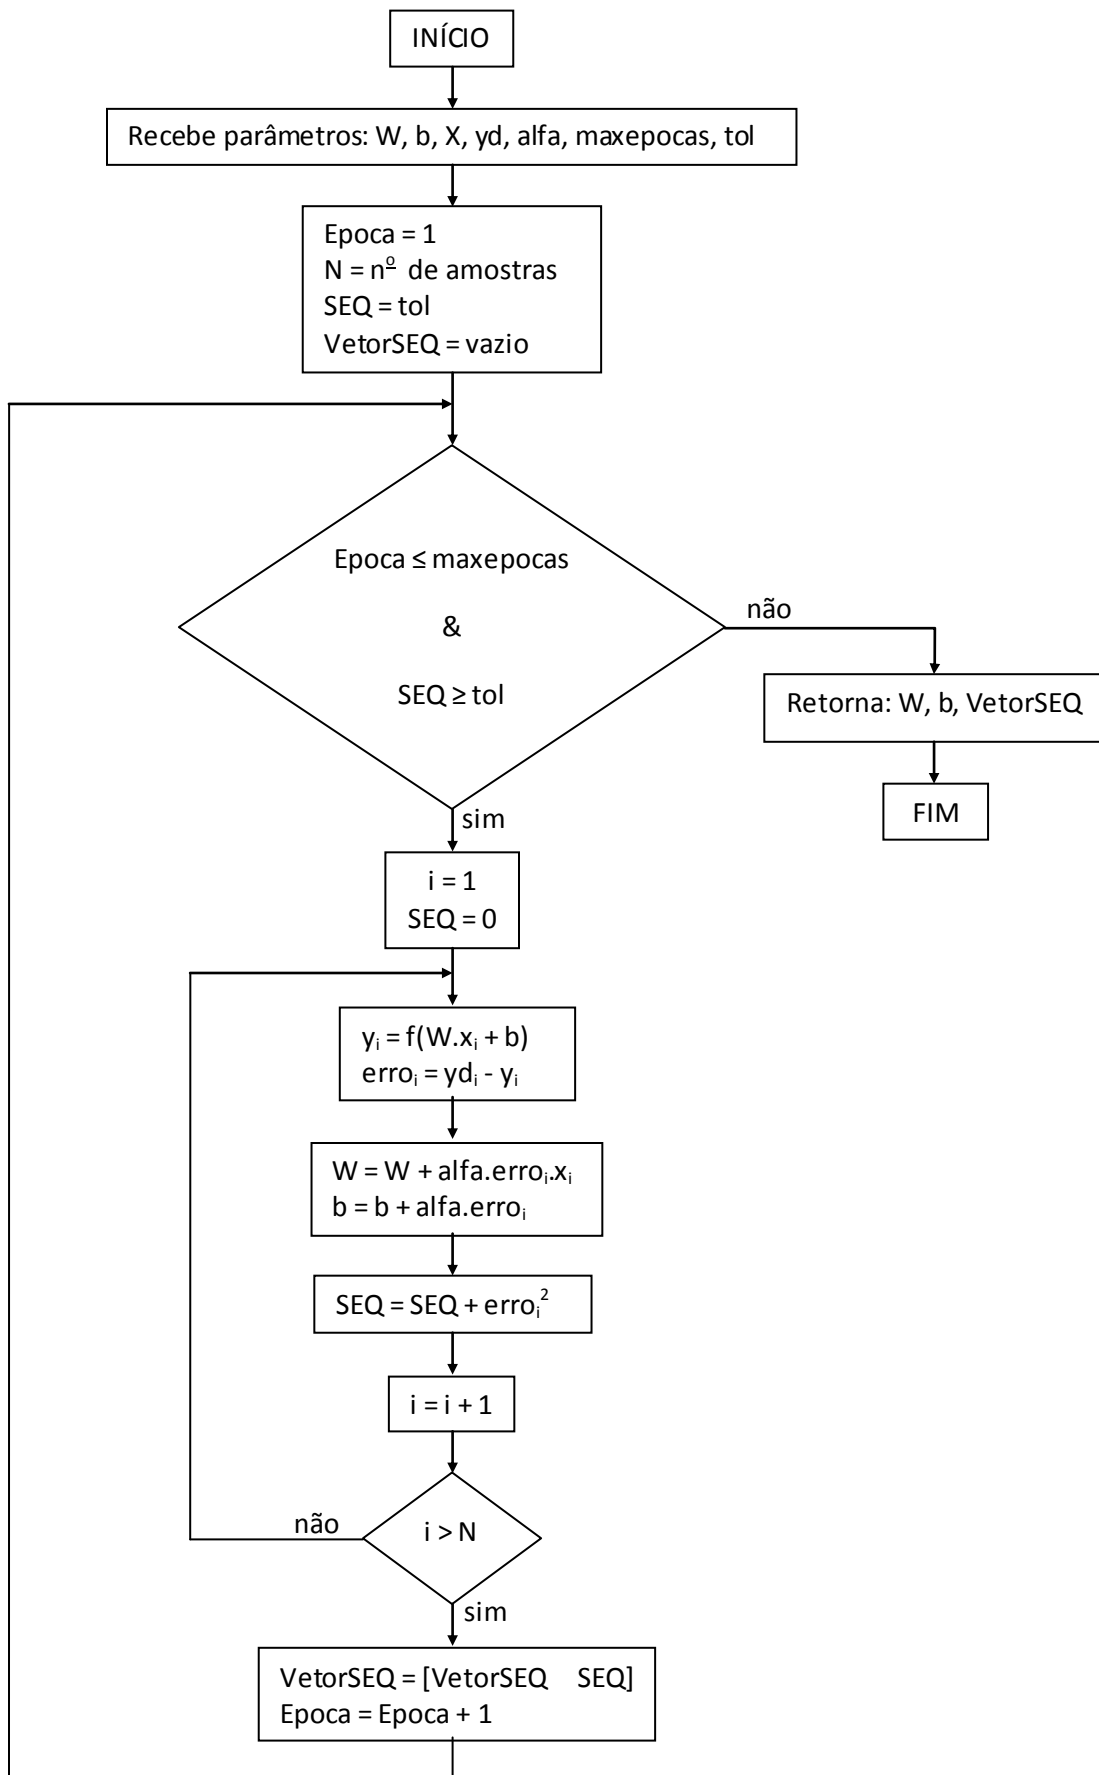 INÍCIO
Recebe parâmetros: W, b, X, yd, alfa, maxepocas, tol
Epoca = 1
N = nº de amostras
SEQ = tol
VetorSEQ = vazio
Epoca ≤ maxepocas
&
SEQ ≥ tol
não
Retorna: W, b, VetorSEQ
FIM
sim
i = 1
SEQ = 0
yᵢ = f(W.xᵢ + b)
erroᵢ = ydᵢ - yᵢ
W = W + alfa.erroᵢ.xᵢ
b = b + alfa.erroᵢ
SEQ = SEQ + erroᵢ²
i = i + 1
não
i > N
sim
VetorSEQ = [VetorSEQ SEQ]
Epoca = Epoca + 1